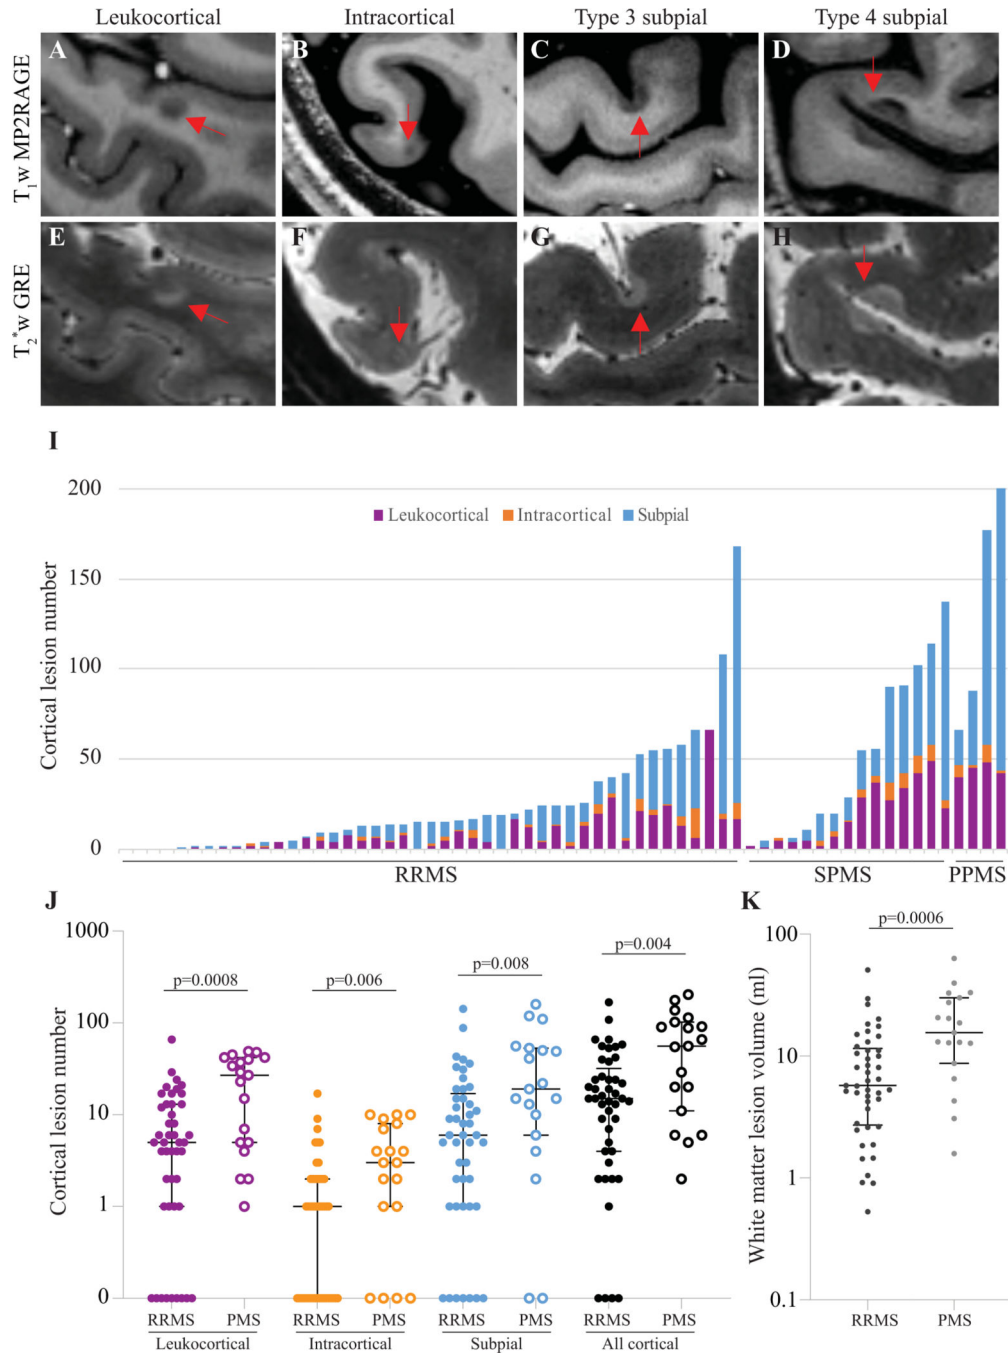 Leukocortical Intracortical Type 3 subpial Type 4 subpial
T1w MP2RAGE
A B C D
T2*w GRE
E F G H
I
Cortical lesion number
200
150
100
50
0
Leukocortical Intracortical Subpial
RRMS SPMS PPMS
J
Cortical lesion number
1000
100
10
1
0
p=0.0008 p=0.006 p=0.008 p=0.004
RRMS PMS RRMS PMS RRMS PMS RRMS PMS
Leukocortical Intracortical Subpial All cortical
K
White matter lesion volume (ml)
100
10
1
0.1
p=0.0006
RRMS PMS